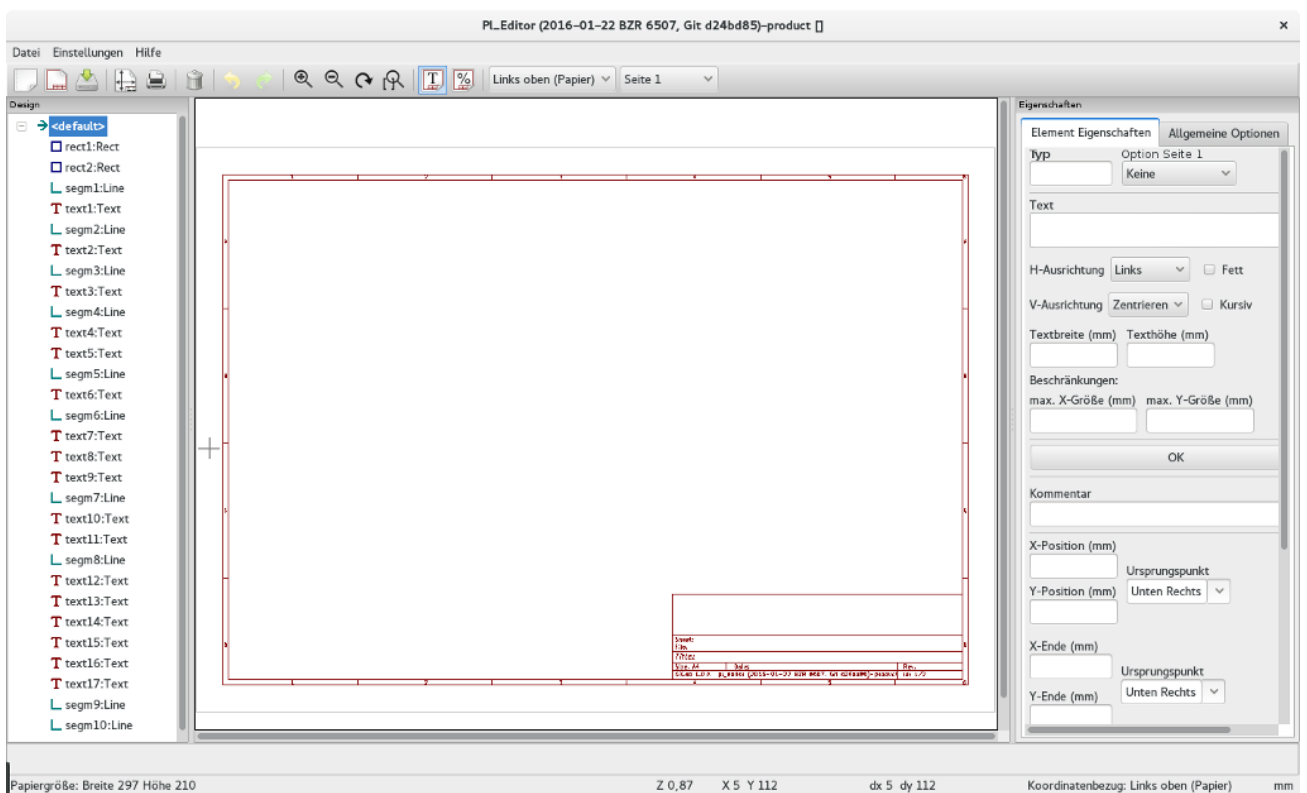 Pl_Editor (2016-01-22 BZR 6507, Git d24bd85)-product []
Datei Einstellungen Hilfe
Links oben (Papier) Seite 1
Design
<default>
rect1:Rect
rect2:Rect
segm1:Line
text1:Text
segm2:Line
text2:Text
segm3:Line
text3:Text
segm4:Line
text4:Text
text5:Text
segm5:Line
text6:Text
segm6:Line
text7:Text
text8:Text
text9:Text
segm7:Line
text10:Text
text11:Text
segm8:Line
text12:Text
text13:Text
text14:Text
text15:Text
text16:Text
text17:Text
segm9:Line
segm10:Line
Sheet:
File:
Title:
Size: A4 Date: Rev:
Eigenschaften
Element Eigenschaften Allgemeine Optionen
Typ Option Seite 1
Keine
Text
H-Ausrichtung Links Fett
V-Ausrichtung Zentrieren Kursiv
Textbreite (mm) Texthöhe (mm)
Beschränkungen:
max. X-Größe (mm) max. Y-Größe (mm)
OK
Kommentar
X-Position (mm)
Ursprungspunkt
Y-Position (mm) Unten Rechts
X-Ende (mm)
Ursprungspunkt
Y-Ende (mm) Unten Rechts
Papiergröße: Breite 297 Höhe 210 Z 0,87 X 5 Y 112 dx 5 dy 112 Koordinatenbezug: Links oben (Papier) mm